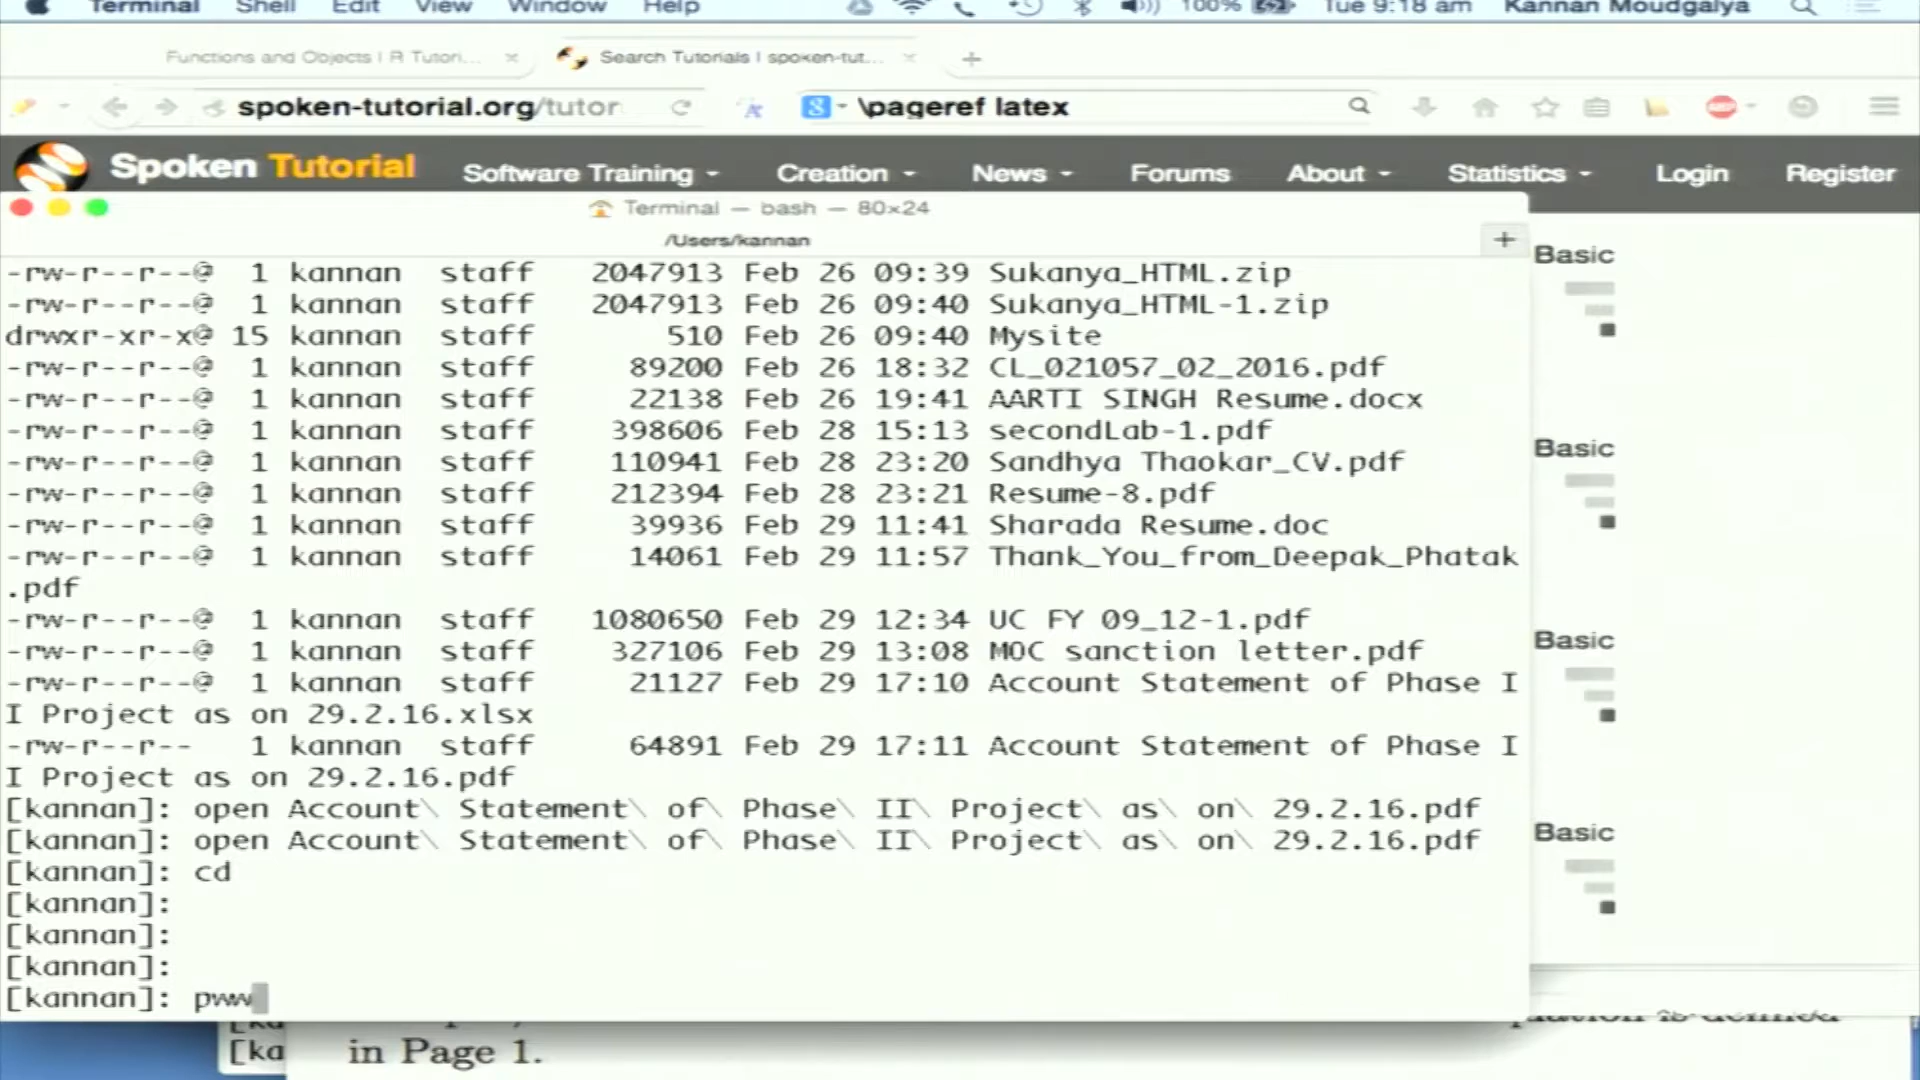 Terminal Shell Edit View Window Help 100% Tue 9:18 am Kannan Moudgalya
Functions and Objects | R Tutori... Search Tutorials | spoken-tut...
spoken-tutorial.org/tutor \pageref latex
Spoken Tutorial Software Training Creation News Forums About Statistics Login Register
Terminal — bash — 80×24
/Users/kannan
-rw-r--r--@ 1 kannan staff 2047913 Feb 26 09:39 Sukanya_HTML.zip
-rw-r--r--@ 1 kannan staff 2047913 Feb 26 09:40 Sukanya_HTML-1.zip
drwxr-xr-x@ 15 kannan staff 510 Feb 26 09:40 Mysite
-rw-r--r--@ 1 kannan staff 89200 Feb 26 18:32 CL_021057_02_2016.pdf
-rw-r--r--@ 1 kannan staff 22138 Feb 26 19:41 AARTI SINGH Resume.docx
-rw-r--r--@ 1 kannan staff 398606 Feb 28 15:13 secondLab-1.pdf
-rw-r--r--@ 1 kannan staff 110941 Feb 28 23:20 Sandhya Thaokar_CV.pdf
-rw-r--r--@ 1 kannan staff 212394 Feb 28 23:21 Resume-8.pdf
-rw-r--r--@ 1 kannan staff 39936 Feb 29 11:41 Sharada Resume.doc
-rw-r--r--@ 1 kannan staff 14061 Feb 29 11:57 Thank_You_from_Deepak_Phatak
.pdf
-rw-r--r--@ 1 kannan staff 1080650 Feb 29 12:34 UC FY 09_12-1.pdf
-rw-r--r--@ 1 kannan staff 327106 Feb 29 13:08 MOC sanction letter.pdf
-rw-r--r--@ 1 kannan staff 21127 Feb 29 17:10 Account Statement of Phase I
I Project as on 29.2.16.xlsx
-rw-r--r-- 1 kannan staff 64891 Feb 29 17:11 Account Statement of Phase I
I Project as on 29.2.16.pdf
[kannan]: open Account\ Statement\ of\ Phase\ II\ Project\ as\ on\ 29.2.16.pdf
[kannan]: open Account\ Statement\ of\ Phase\ II\ Project\ as\ on\ 29.2.16.pdf
[kannan]: cd
[kannan]:
[kannan]:
[kannan]:
[kannan]: pww
Basic
Basic
Basic
Basic
[ka
in Page 1.